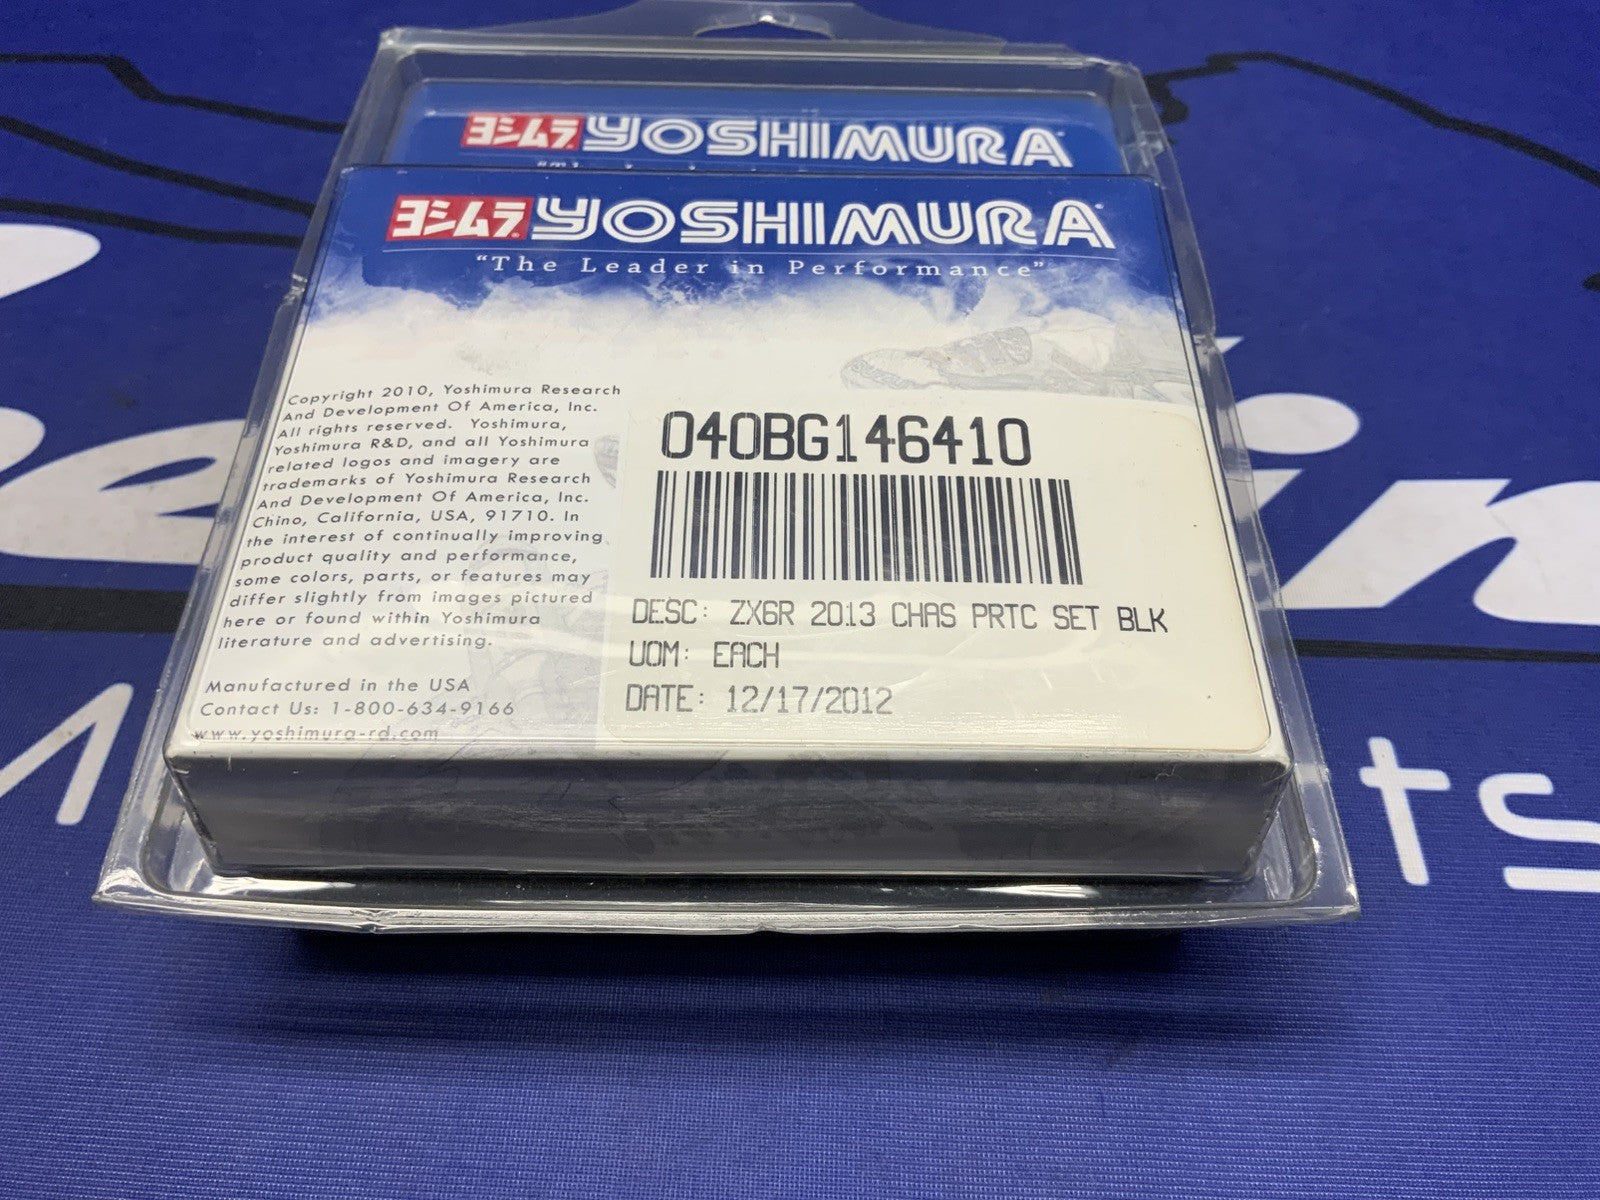 ヨシムラ YOSHIMURA
ヨシムラ YOSHIMURA
"The Leader in Performance"
Copyright 2010, Yoshimura Research
And Development Of America, Inc.
All rights reserved. Yoshimura,
Yoshimura R&D, and all Yoshimura
related logos and imagery are
trademarks of Yoshimura Research
And Development Of America, Inc.
Chino, California, USA, 91710. In
the interest of continually improving
product quality and performance,
some colors, parts, or features may
differ slightly from images pictured
here or found within Yoshimura
literature and advertising.
Manufactured in the USA
Contact Us: 1-800-634-9166
www.yoshimura-rd.com
040BG146410
DESC: ZX6R 2013 CHAS PRTC SET BLK
UOM: EACH
DATE: 12/17/2012